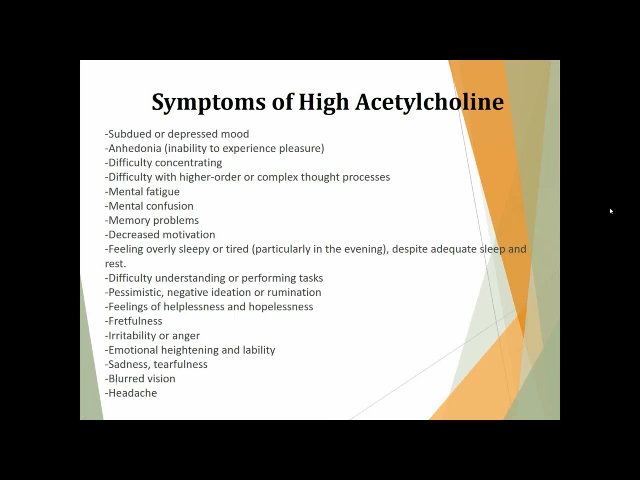 Symptoms of High Acetylcholine
-Subdued or depressed mood
-Anhedonia (inability to experience pleasure)
-Difficulty concentrating
-Difficulty with higher-order or complex thought processes
-Mental fatigue
-Mental confusion
-Memory problems
-Decreased motivation
-Feeling overly sleepy or tired (particularly in the evening), despite adequate sleep and
rest.
-Difficulty understanding or performing tasks
-Pessimistic, negative ideation or rumination
-Feelings of helplessness and hopelessness
-Fretfulness
-Irritability or anger
-Emotional heightening and lability
-Sadness, tearfulness
-Blurred vision
-Headache